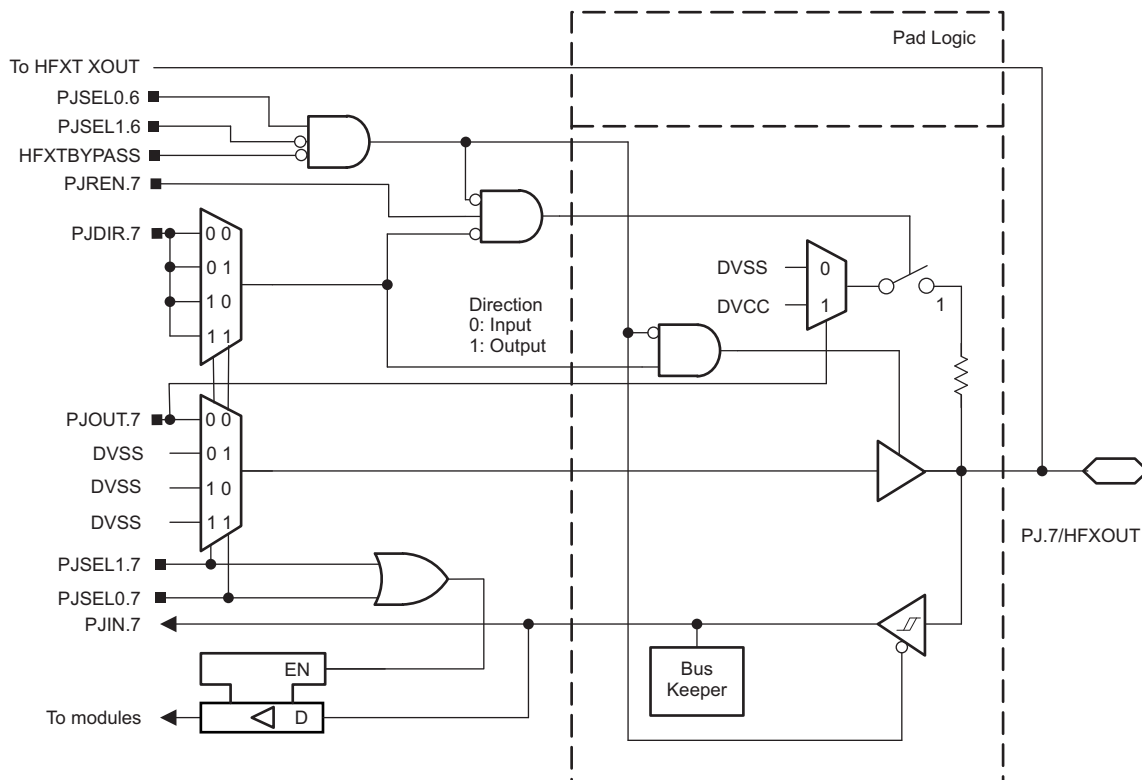 Pad Logic
To HFXT XOUT
PJSEL0.6
PJSEL1.6
HFXTBYPASS
PJREN.7
PJDIR.7
0 0
0 1
1 0
1 1
DVSS
0
DVCC
1
1
Direction
0: Input
1: Output
PJOUT.7
0 0
DVSS
0 1
DVSS
1 0
DVSS
1 1
PJ.7/HFXOUT
PJSEL1.7
PJSEL0.7
PJIN.7
EN
Bus
Keeper
To modules
D